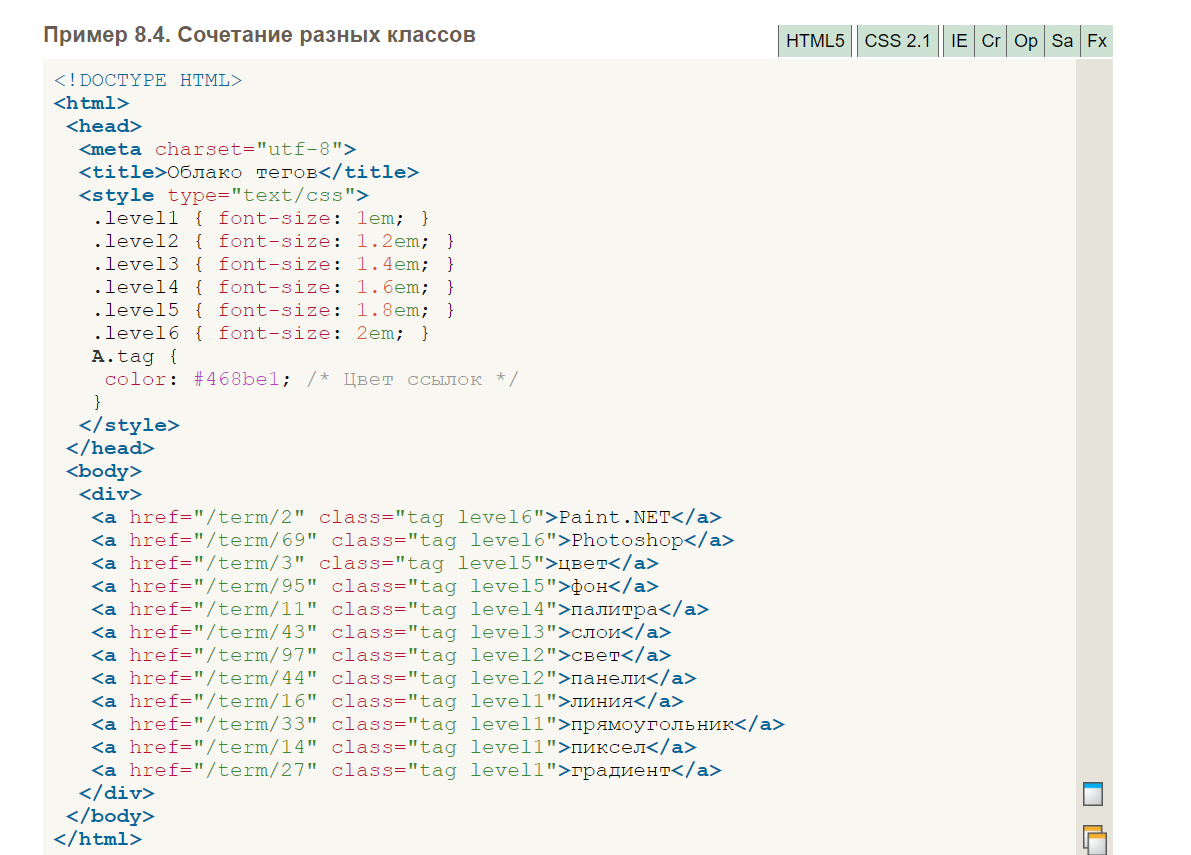 Пример 8.4. Сочетание разных классов
HTML5 CSS 2.1 IE Cr Op Sa Fx
<!DOCTYPE HTML>
<html>
<head>
<meta charset="utf-8">
<title>Облако тегов</title>
<style type="text/css">
.level1 { font-size: 1em; }
.level2 { font-size: 1.2em; }
.level3 { font-size: 1.4em; }
.level4 { font-size: 1.6em; }
.level5 { font-size: 1.8em; }
.level6 { font-size: 2em; }
A.tag {
color: #468be1; /* Цвет ссылок */
}
</style>
</head>
<body>
<div>
<a href="/term/2" class="tag level6">Paint.NET</a>
<a href="/term/69" class="tag level6">Photoshop</a>
<a href="/term/3" class="tag level5">цвет</a>
<a href="/term/95" class="tag level5">фон</a>
<a href="/term/11" class="tag level4">палитра</a>
<a href="/term/43" class="tag level3">слои</a>
<a href="/term/97" class="tag level2">свет</a>
<a href="/term/44" class="tag level2">панели</a>
<a href="/term/16" class="tag level1">линия</a>
<a href="/term/33" class="tag level1">прямоугольник</a>
<a href="/term/14" class="tag level1">пиксел</a>
<a href="/term/27" class="tag level1">градиент</a>
</div>
</body>
</html>